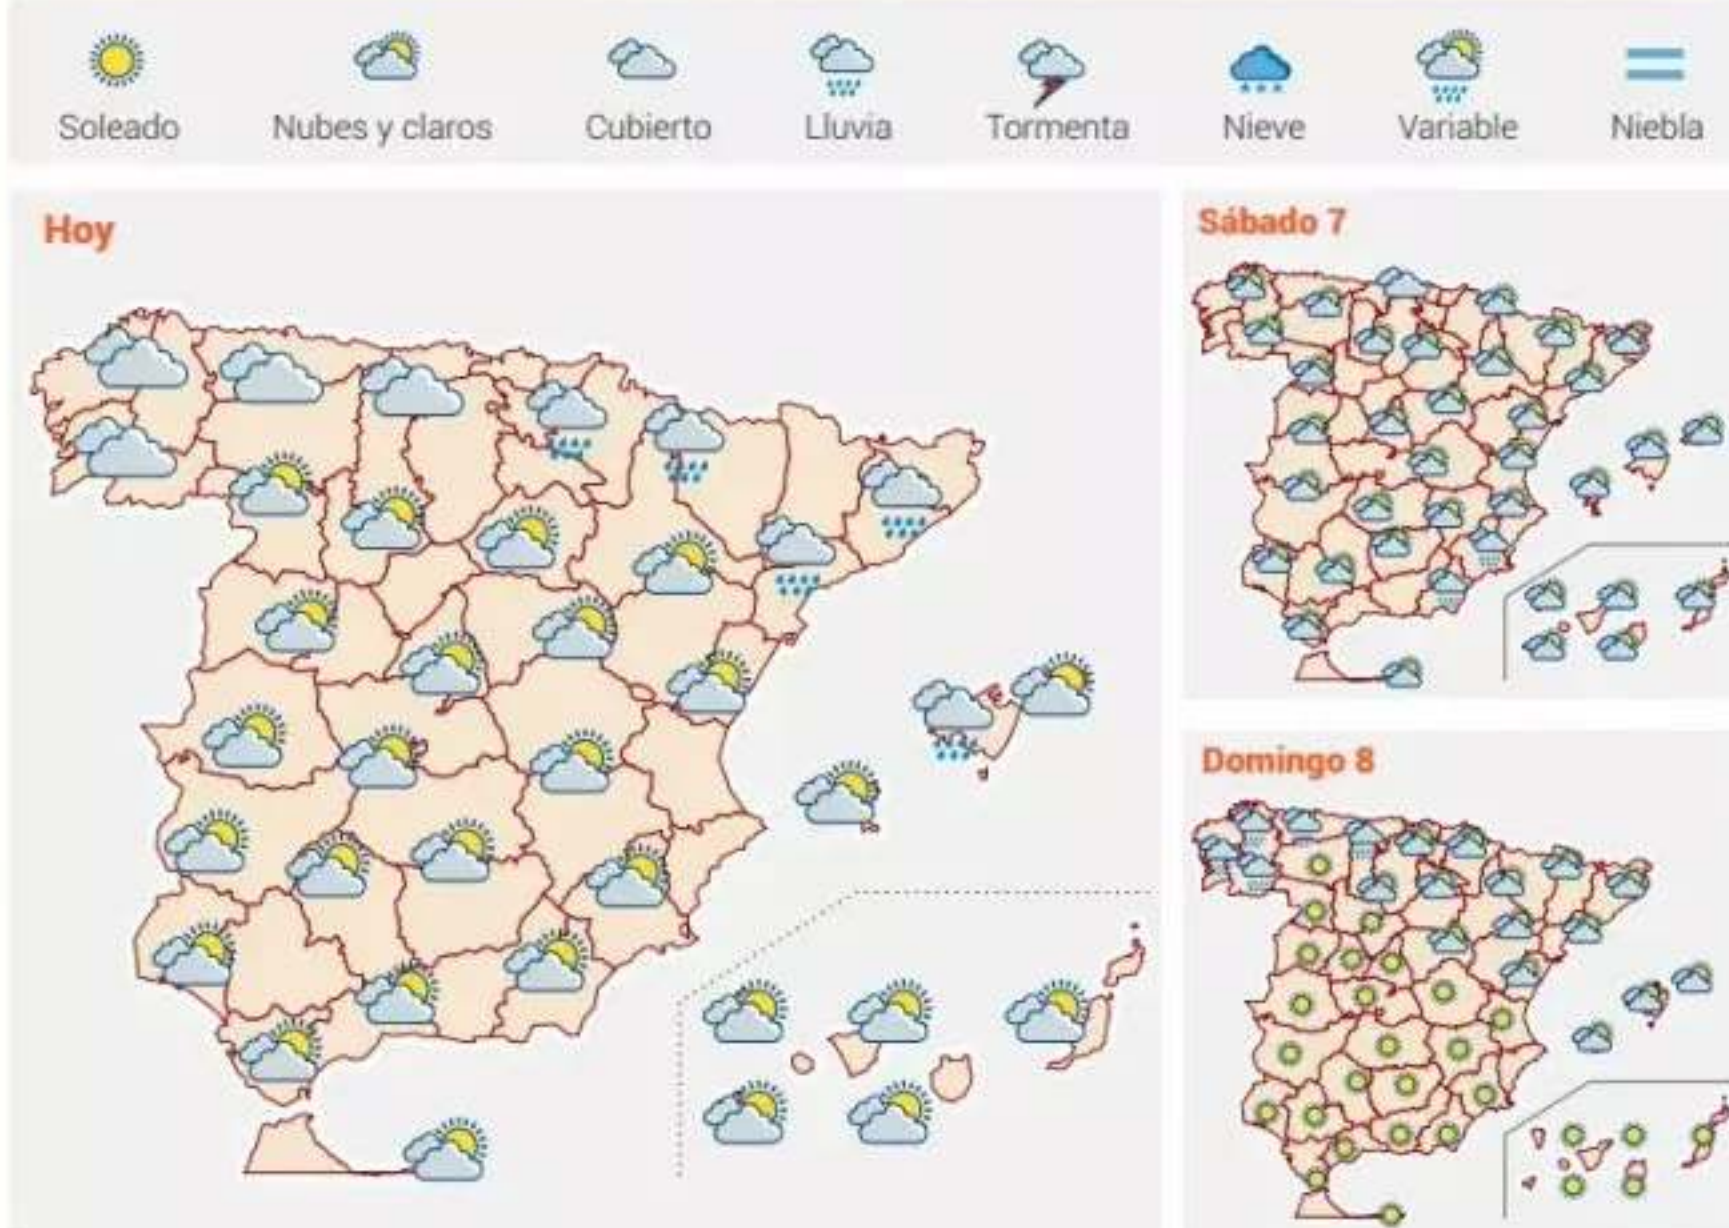 Soleado
Nubes y claros
Cubierto
Lluvia
Tormenta
Nieve
Variable
Niebla
Hoy
Sábado 7
Domingo 8